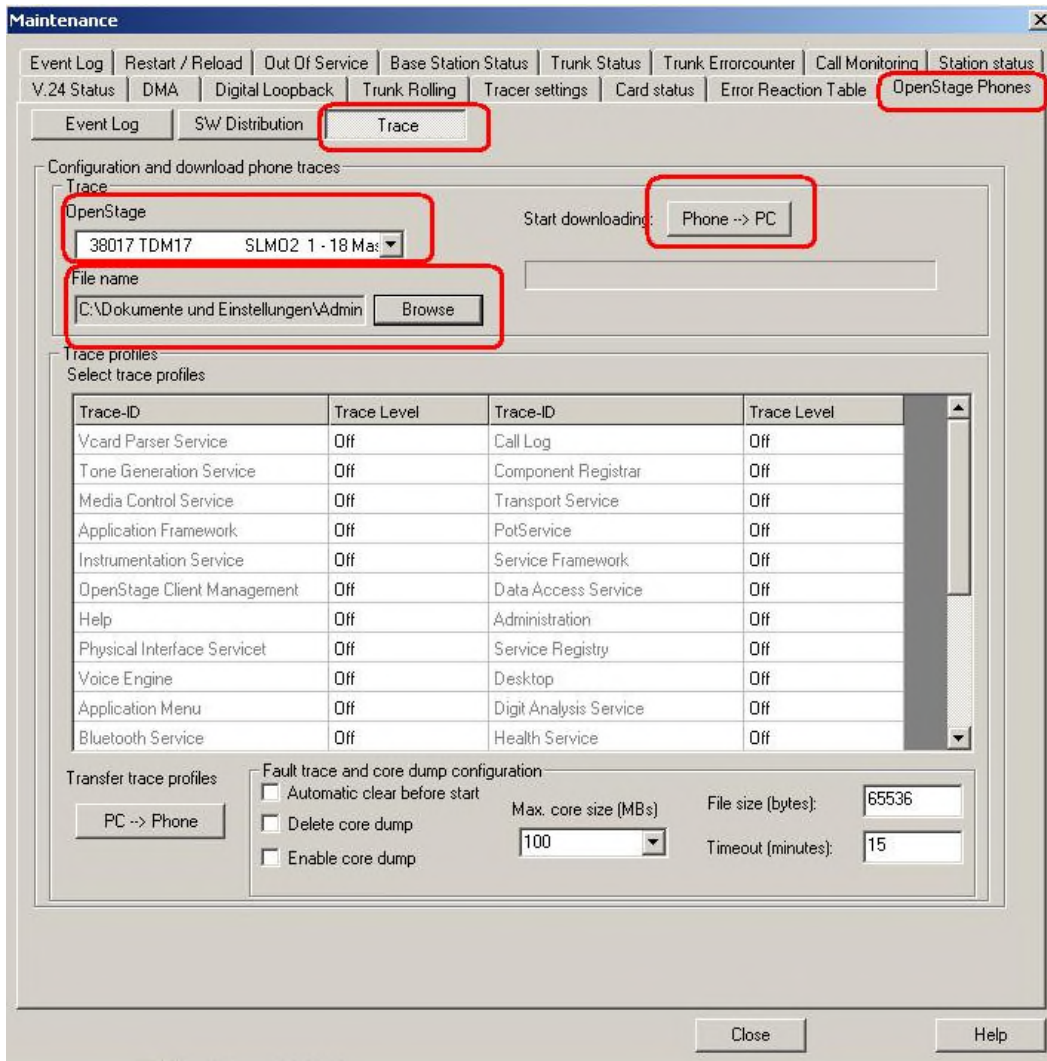 Maintenance
Event Log Restart / Reload Out Of Service Base Station Status Trunk Status Trunk Errorcounter Call Monitoring Station status
V.24 Status DMA Digital Loopback Trunk Rolling Tracer settings Card status Error Reaction Table OpenStage Phones
Event Log SW Distribution Trace
Configuration and download phone traces
Trace
OpenStage
Start downloading: Phone --> PC
38017 TDM17 SLMO2 1 - 18 Mas
File name
C:\Dokumente und Einstellungen\Admin Browse
Trace profiles
Select trace profiles
Trace-ID Trace Level Trace-ID Trace Level
Vcard Parser Service Off Call Log Off
Tone Generation Service Off Component Registrar Off
Media Control Service Off Transport Service Off
Application Framework Off PotService Off
Instrumentation Service Off Service Framework Off
OpenStage Client Management Off Data Access Service Off
Help Off Administration Off
Physical Interface Servicet Off Service Registry Off
Voice Engine Off Desktop Off
Application Menu Off Digit Analysis Service Off
Bluetooth Service Off Health Service Off
Transfer trace profiles
PC --> Phone
Fault trace and core dump configuration
Automatic clear before start
Delete core dump
Enable core dump
Max. core size (MBs)
100
File size (bytes): 65536
Timeout (minutes): 15
Close Help